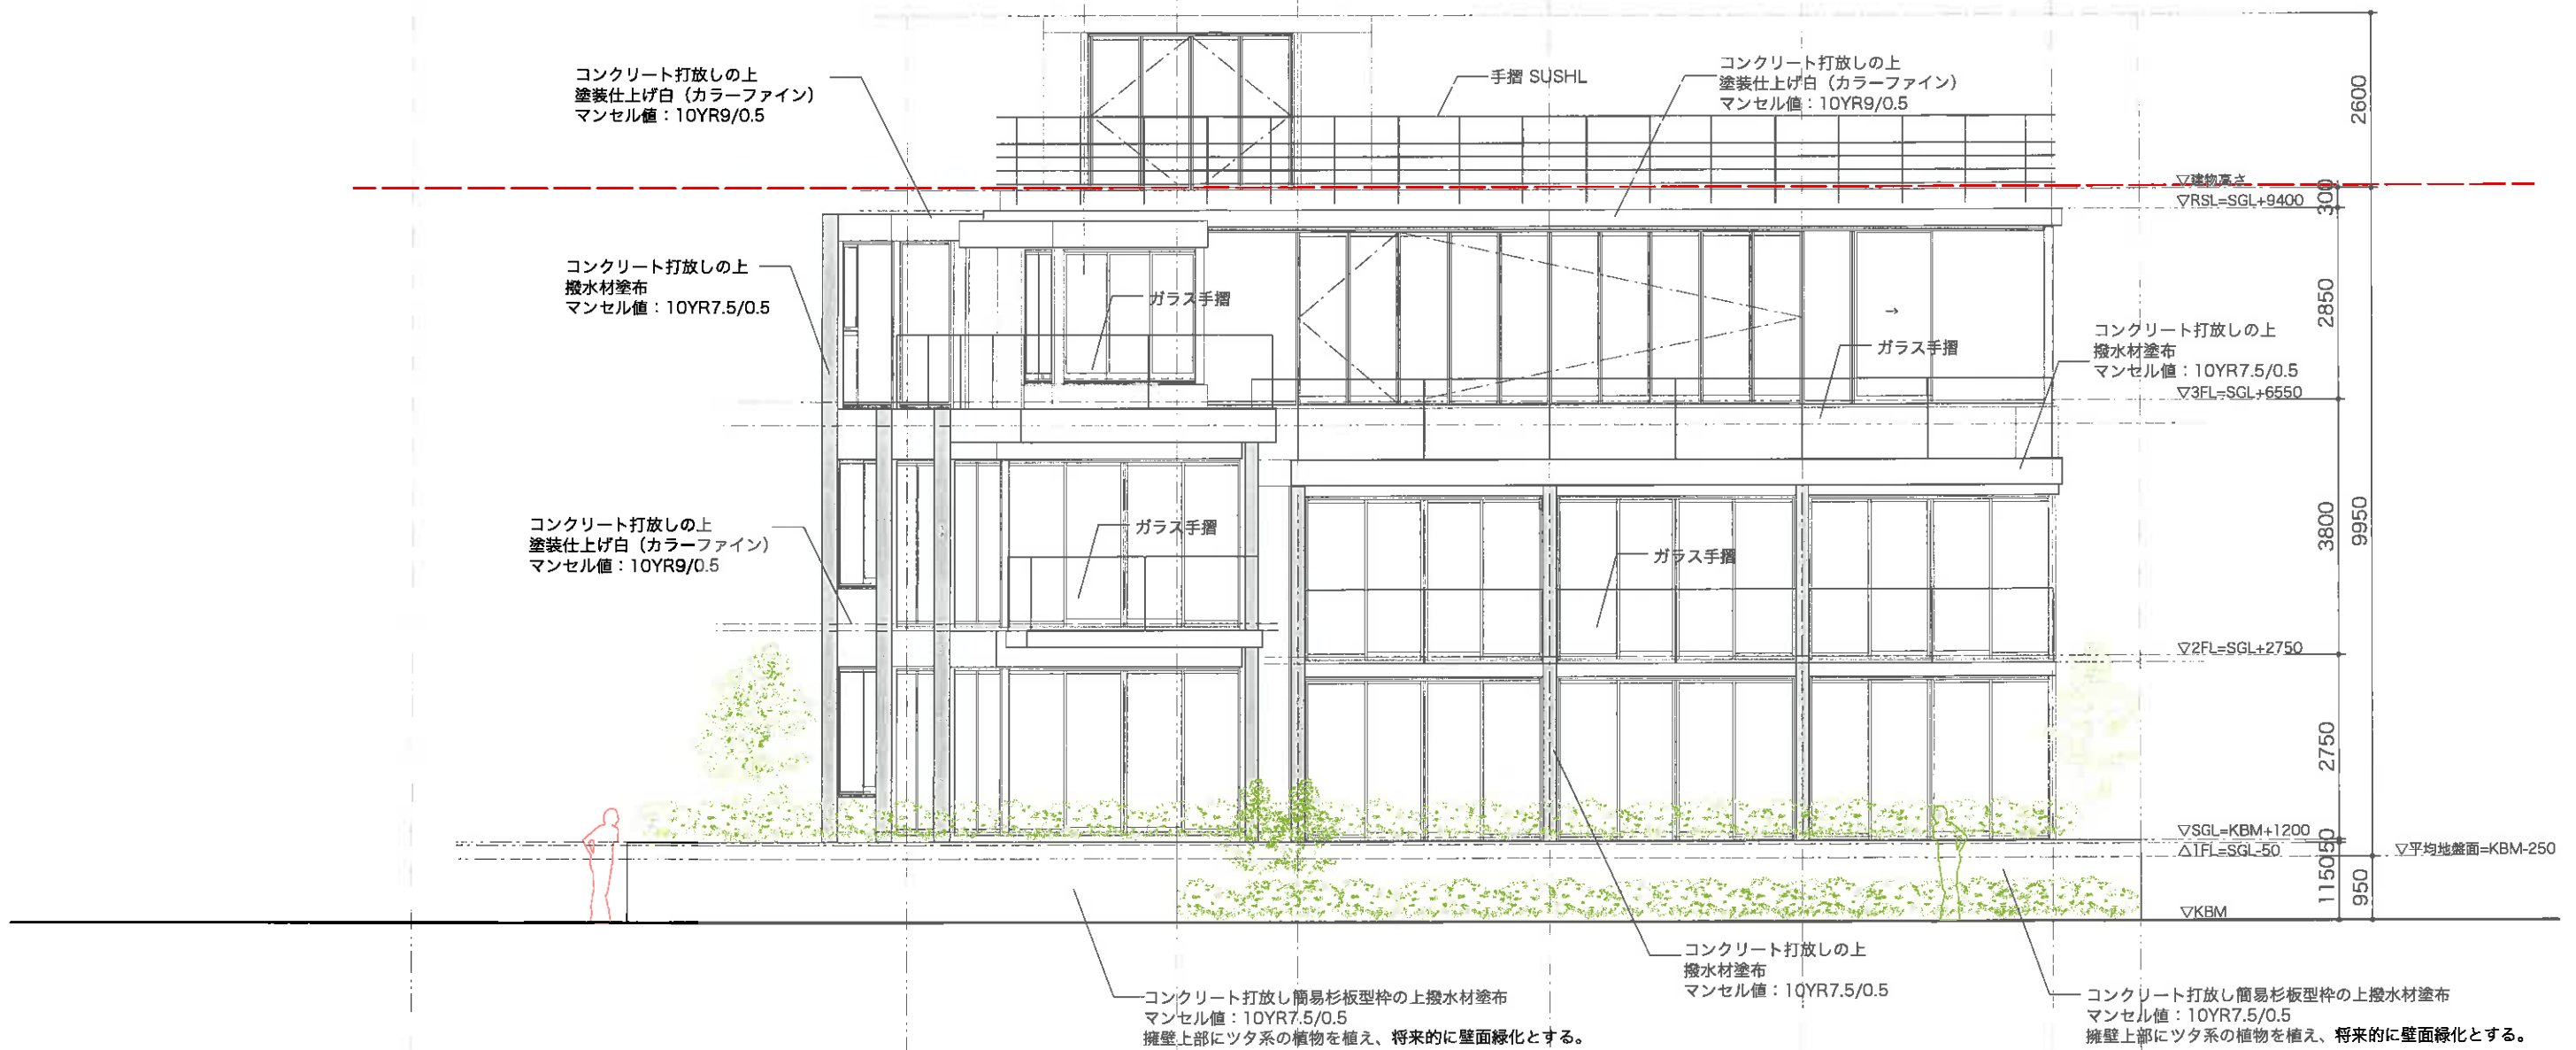 コンクリート打放しの上
塗装仕上げ白（カラーファイン）
マンセル値：10YR9/0.5
手摺 SUSHL
コンクリート打放しの上
塗装仕上げ白（カラーファイン）
マンセル値：10YR9/0.5
2600
▽建物高さ
300
▽RSL=SGL+9400
コンクリート打放しの上
撥水材塗布
マンセル値：10YR7.5/0.5
ガラス手摺
2850
ガラス手摺
コンクリート打放しの上
撥水材塗布
マンセル値：10YR7.5/0.5
▽3FL=SGL+6550
コンクリート打放しの上
塗装仕上げ白（カラーファイン）
マンセル値：10YR9/0.5
ガラス手摺
ガラス手摺
3800
9950
▽2FL=SGL+2750
2750
▽SGL=KBM+1200
△1FL=SGL-50
50
▽平均地盤面=KBM-250
1150
950
▽KBM
コンクリート打放しの上
撥水材塗布
マンセル値：10YR7.5/0.5
コンクリート打放し簡易杉板型枠の上撥水材塗布
マンセル値：10YR7.5/0.5
擁壁上部にツタ系の植物を植え、将来的に壁面緑化とする。
コンクリート打放し簡易杉板型枠の上撥水材塗布
マンセル値：10YR7.5/0.5
擁壁上部にツタ系の植物を植え、将来的に壁面緑化とする。